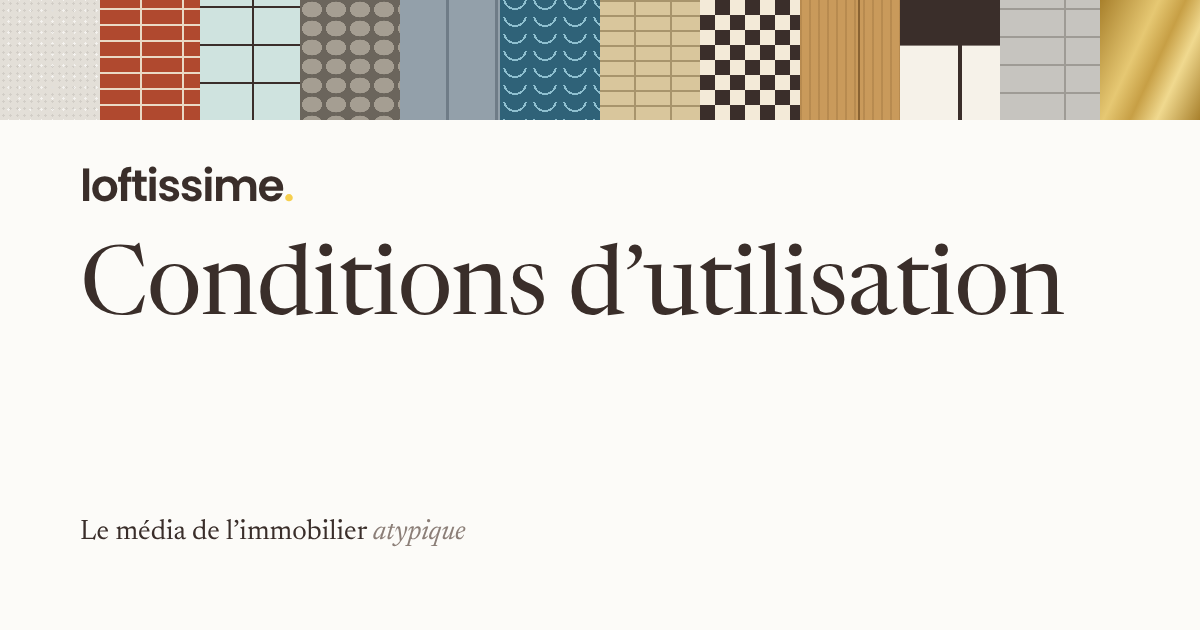 loftissime.
Conditions d’utilisation
Le média de l’immobilier atypique